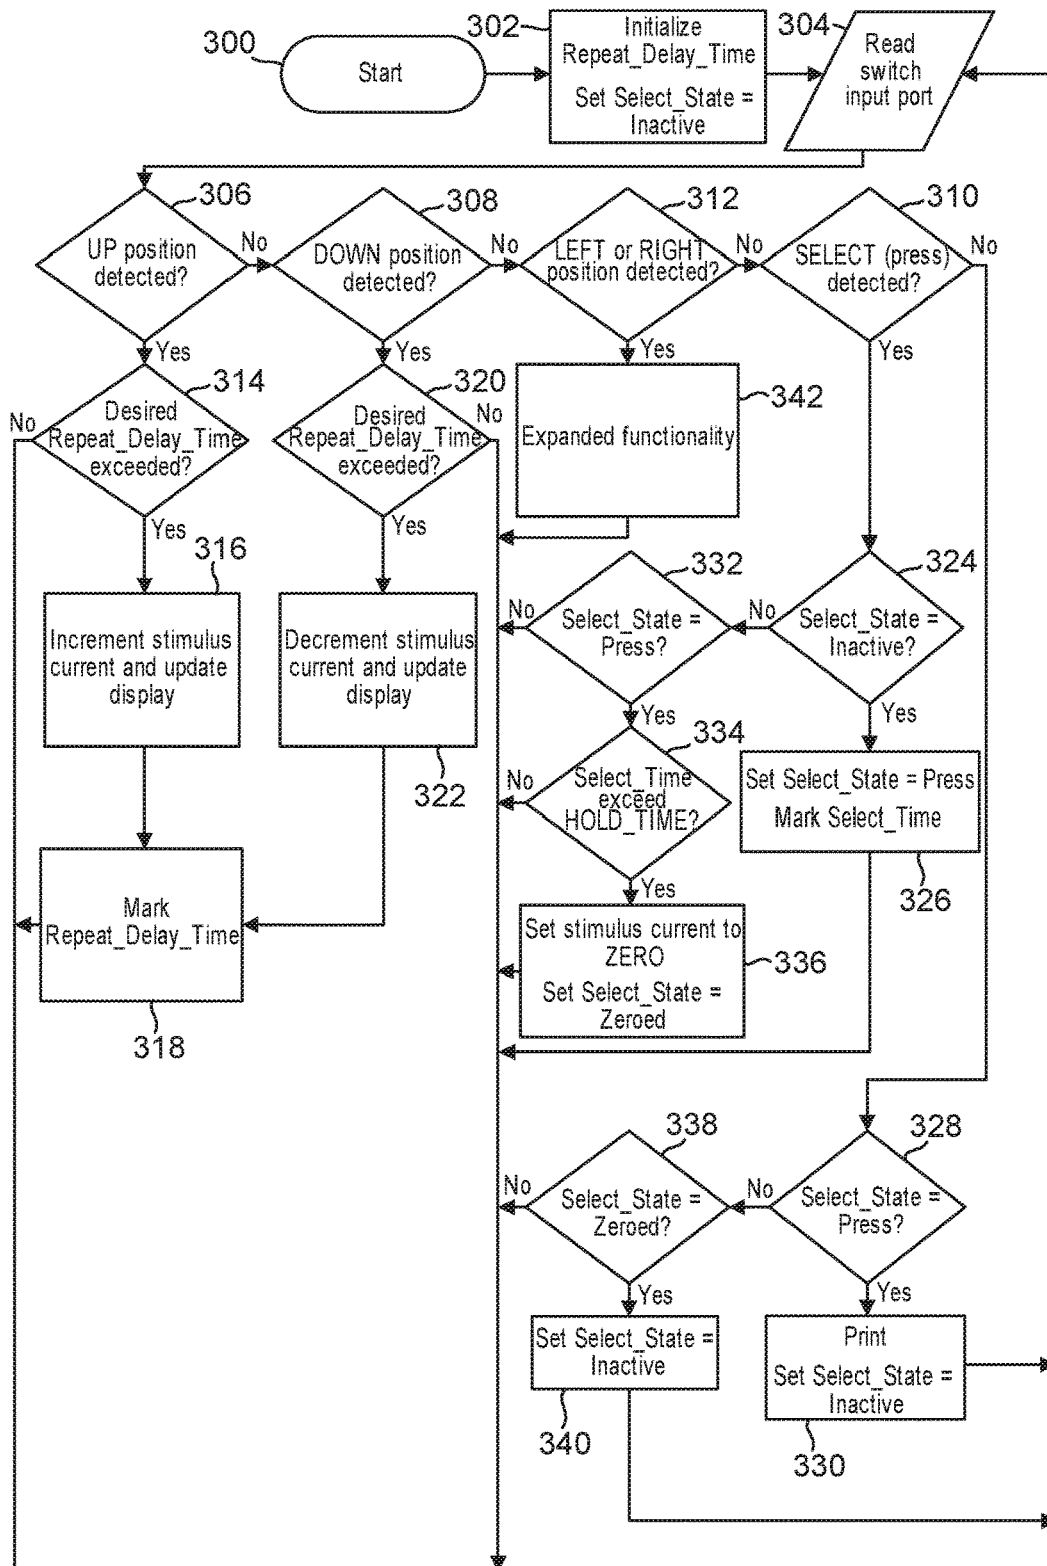 300
Start
302
Initialize
Repeat_Delay_Time
Set Select_State =
Inactive
304
Read
switch
input port
306
UP position
detected?
No
Yes
308
DOWN position
detected?
No
Yes
312
LEFT or RIGHT
position detected?
No
Yes
310
SELECT (press)
detected?
No
Yes
314
No
Desired
Repeat_Delay_Time
exceeded?
Yes
320
Desired
Repeat_Delay_Time
exceeded?
No
Yes
342
Expanded functionality
316
Increment stimulus
current and update
display
Decrement stimulus
current and update
display
322
332
No
Select_State =
Press?
Yes
324
No
Select_State =
Inactive?
Yes
334
No
Select_Time
exceed
HOLD_TIME?
Yes
Set Select_State = Press
Mark Select_Time
326
Mark
Repeat_Delay_Time
318
Set stimulus current to
ZERO
Set Select_State =
Zeroed
336
338
No
Select_State =
Zeroed?
Yes
328
No
Select_State =
Press?
Yes
Set Select_State =
Inactive
340
Print
Set Select_State =
Inactive
330